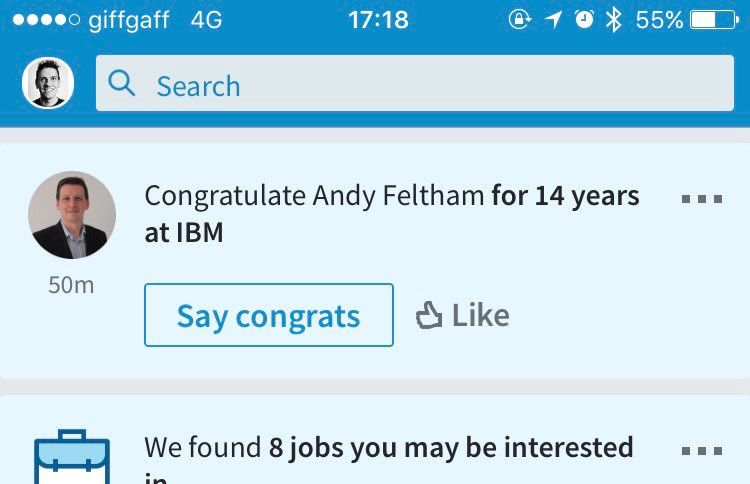 giffgaff 4G 17:18 55%
Search
Congratulate Andy Feltham for 14 years
at IBM
50m
Say congrats Like
We found 8 jobs you may be interested
in